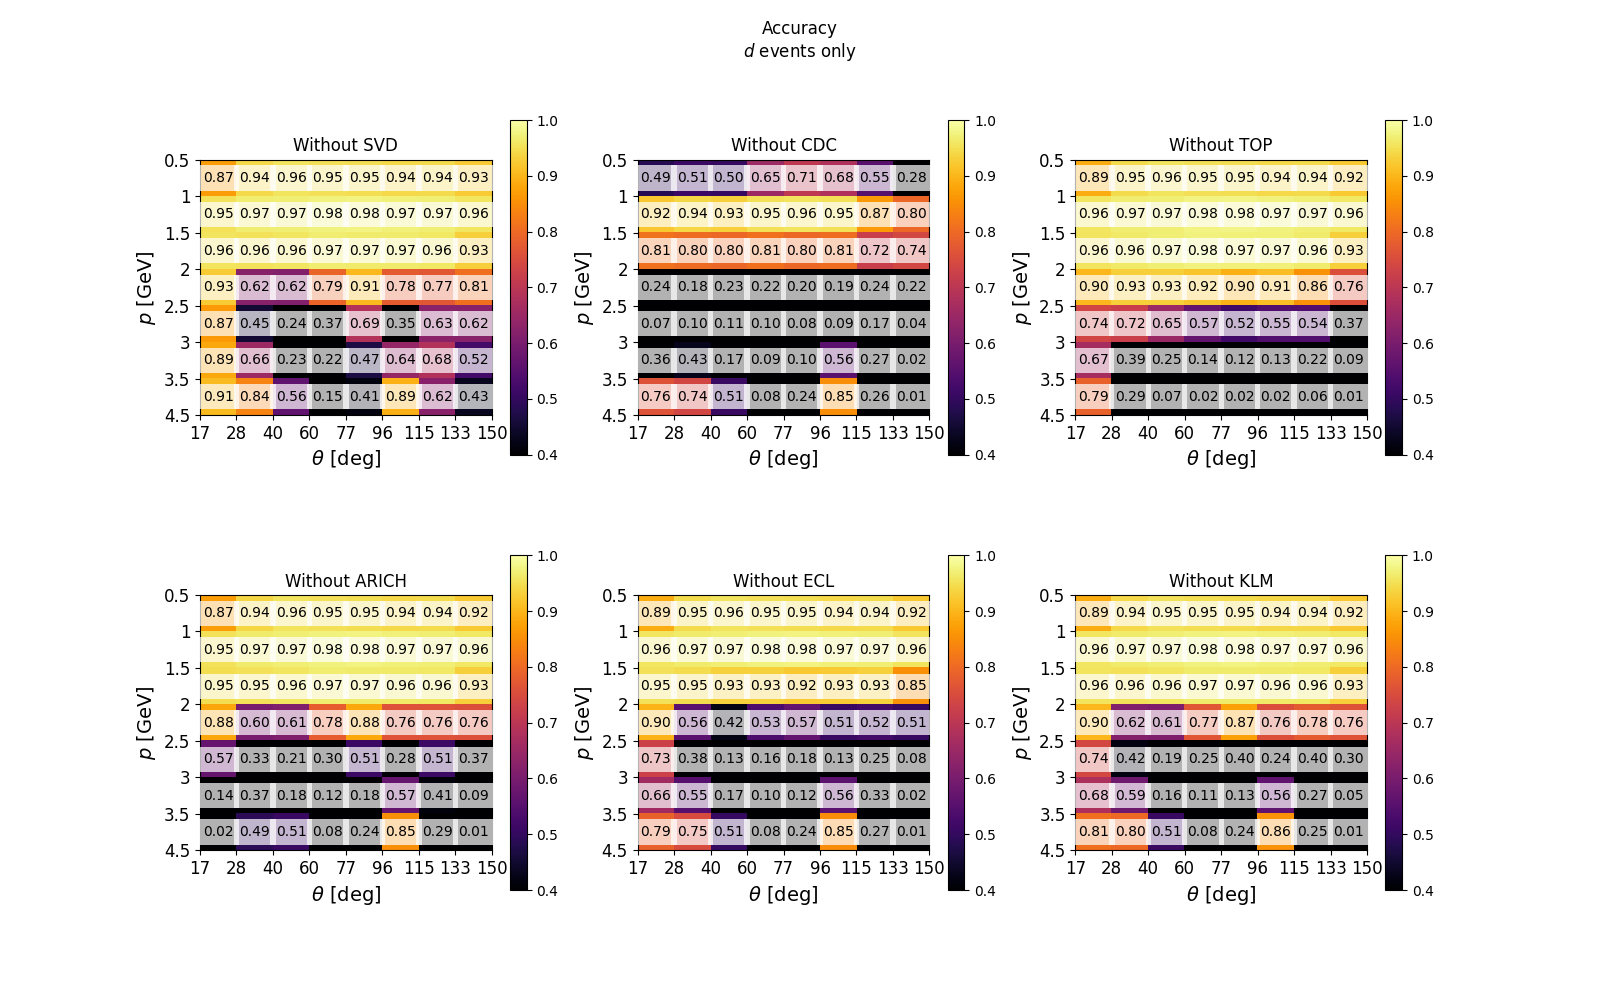 Accuracy
d events only
Without SVD
0.5
1
1.5
2
2.5
3
3.5
4.5
p [GeV]
0.87 0.94 0.96 0.95 0.95 0.94 0.94 0.93
0.95 0.97 0.97 0.98 0.98 0.97 0.97 0.96
0.96 0.96 0.96 0.97 0.97 0.97 0.96 0.93
0.93 0.62 0.62 0.79 0.91 0.78 0.77 0.81
0.87 0.45 0.24 0.37 0.69 0.35 0.63 0.62
0.89 0.66 0.23 0.22 0.47 0.64 0.68 0.52
0.91 0.84 0.56 0.15 0.41 0.89 0.62 0.43
17 28 40 60 77 96 115 133 150
θ [deg]
1.0
0.9
0.8
0.7
0.6
0.5
0.4
Without CDC
0.5
1
1.5
2
2.5
3
3.5
4.5
p [GeV]
0.49 0.51 0.50 0.65 0.71 0.68 0.55 0.28
0.92 0.94 0.93 0.95 0.96 0.95 0.87 0.80
0.81 0.80 0.80 0.81 0.80 0.81 0.72 0.74
0.24 0.18 0.23 0.22 0.20 0.19 0.24 0.22
0.07 0.10 0.11 0.10 0.08 0.09 0.17 0.04
0.36 0.43 0.17 0.09 0.10 0.56 0.27 0.02
0.76 0.74 0.51 0.08 0.24 0.85 0.26 0.01
17 28 40 60 77 96 115 133 150
θ [deg]
1.0
0.9
0.8
0.7
0.6
0.5
0.4
Without TOP
0.5
1
1.5
2
2.5
3
3.5
4.5
p [GeV]
0.89 0.95 0.96 0.95 0.95 0.94 0.94 0.92
0.96 0.97 0.97 0.98 0.98 0.97 0.97 0.96
0.96 0.96 0.97 0.98 0.97 0.97 0.96 0.93
0.90 0.93 0.93 0.92 0.90 0.91 0.86 0.76
0.74 0.72 0.65 0.57 0.52 0.55 0.54 0.37
0.67 0.39 0.25 0.14 0.12 0.13 0.22 0.09
0.79 0.29 0.07 0.02 0.02 0.02 0.06 0.01
17 28 40 60 77 96 115 133 150
θ [deg]
1.0
0.9
0.8
0.7
0.6
0.5
0.4
Without ARICH
0.5
1
1.5
2
2.5
3
3.5
4.5
p [GeV]
0.87 0.94 0.96 0.95 0.95 0.94 0.94 0.92
0.95 0.97 0.97 0.98 0.98 0.97 0.97 0.96
0.95 0.95 0.96 0.97 0.97 0.96 0.96 0.93
0.88 0.60 0.61 0.78 0.88 0.76 0.76 0.76
0.57 0.33 0.21 0.30 0.51 0.28 0.51 0.37
0.14 0.37 0.18 0.12 0.18 0.57 0.41 0.09
0.02 0.49 0.51 0.08 0.24 0.85 0.29 0.01
17 28 40 60 77 96 115 133 150
θ [deg]
1.0
0.9
0.8
0.7
0.6
0.5
0.4
Without ECL
0.5
1
1.5
2
2.5
3
3.5
4.5
p [GeV]
0.89 0.95 0.96 0.95 0.95 0.94 0.94 0.92
0.96 0.97 0.97 0.98 0.98 0.97 0.97 0.96
0.95 0.95 0.93 0.93 0.92 0.93 0.93 0.85
0.90 0.56 0.42 0.53 0.57 0.51 0.52 0.51
0.73 0.38 0.13 0.16 0.18 0.13 0.25 0.08
0.66 0.55 0.17 0.10 0.12 0.56 0.33 0.02
0.79 0.75 0.51 0.08 0.24 0.85 0.27 0.01
17 28 40 60 77 96 115 133 150
θ [deg]
1.0
0.9
0.8
0.7
0.6
0.5
0.4
Without KLM
0.5
1
1.5
2
2.5
3
3.5
4.5
p [GeV]
0.89 0.94 0.95 0.95 0.95 0.94 0.94 0.92
0.96 0.97 0.97 0.98 0.98 0.97 0.97 0.96
0.96 0.96 0.96 0.97 0.97 0.96 0.96 0.93
0.90 0.62 0.61 0.77 0.87 0.76 0.78 0.76
0.74 0.42 0.19 0.25 0.40 0.24 0.40 0.30
0.68 0.59 0.16 0.11 0.13 0.56 0.27 0.05
0.81 0.80 0.51 0.08 0.24 0.86 0.25 0.01
17 28 40 60 77 96 115 133 150
θ [deg]
1.0
0.9
0.8
0.7
0.6
0.5
0.4